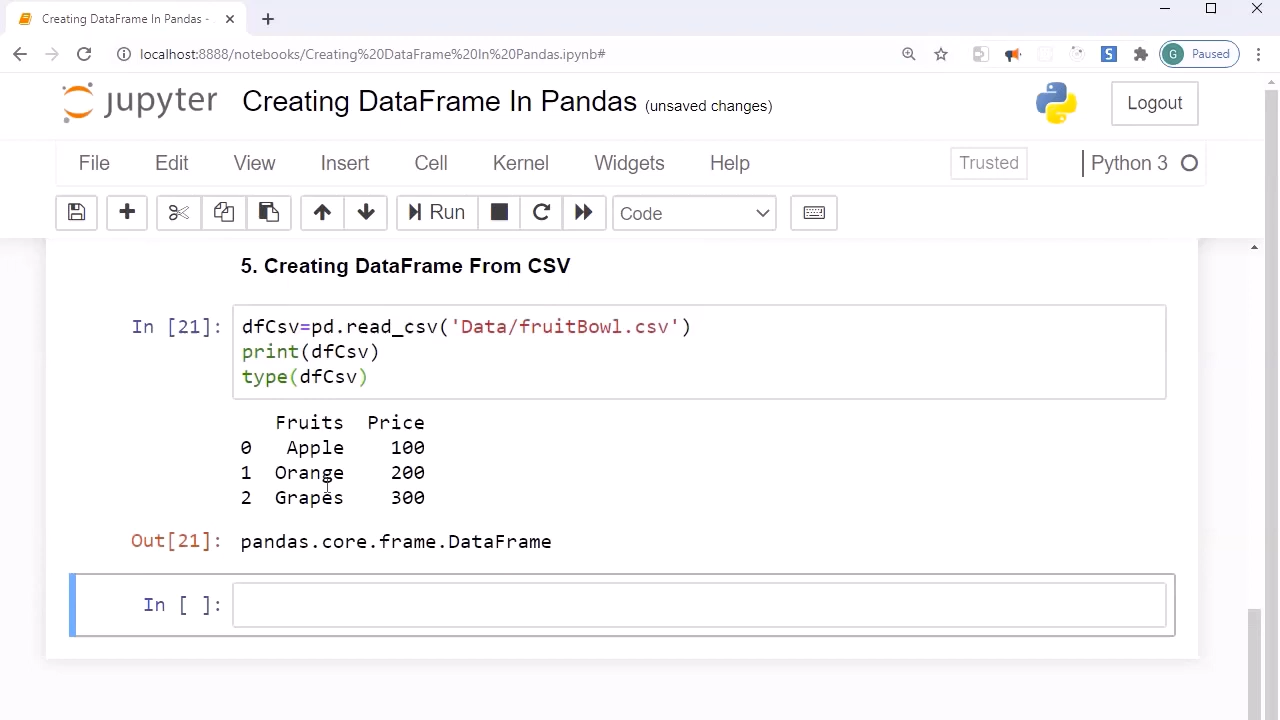 Creating DataFrame In Pandas -
localhost:8888/notebooks/Creating%20DataFrame%20In%20Pandas.ipynb#
S
G Paused
jupyter Creating DataFrame In Pandas (unsaved changes)
Logout
File Edit View Insert Cell Kernel Widgets Help
Trusted
Python 3
Run
Code
5. Creating DataFrame From CSV
In [21]: dfCsv=pd.read_csv('Data/fruitBowl.csv')
print(dfCsv)
type(dfCsv)
Fruits Price
0 Apple 100
1 Orange 200
2 Grapes 300
Out[21]: pandas.core.frame.DataFrame
In [ ]: